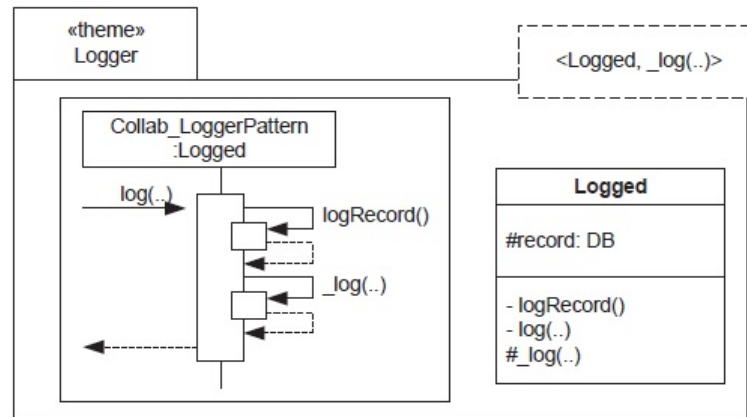 «theme»
Logger
<Logged, _log(..)>
Collab_LoggerPattern
:Logged
log(..)
logRecord()
_log(..)
Logged
#record: DB
- logRecord()
- log(..)
#_log(..)